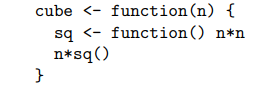 cube <- function(n) {
  sq <- function() n*n
  n*sq()
}